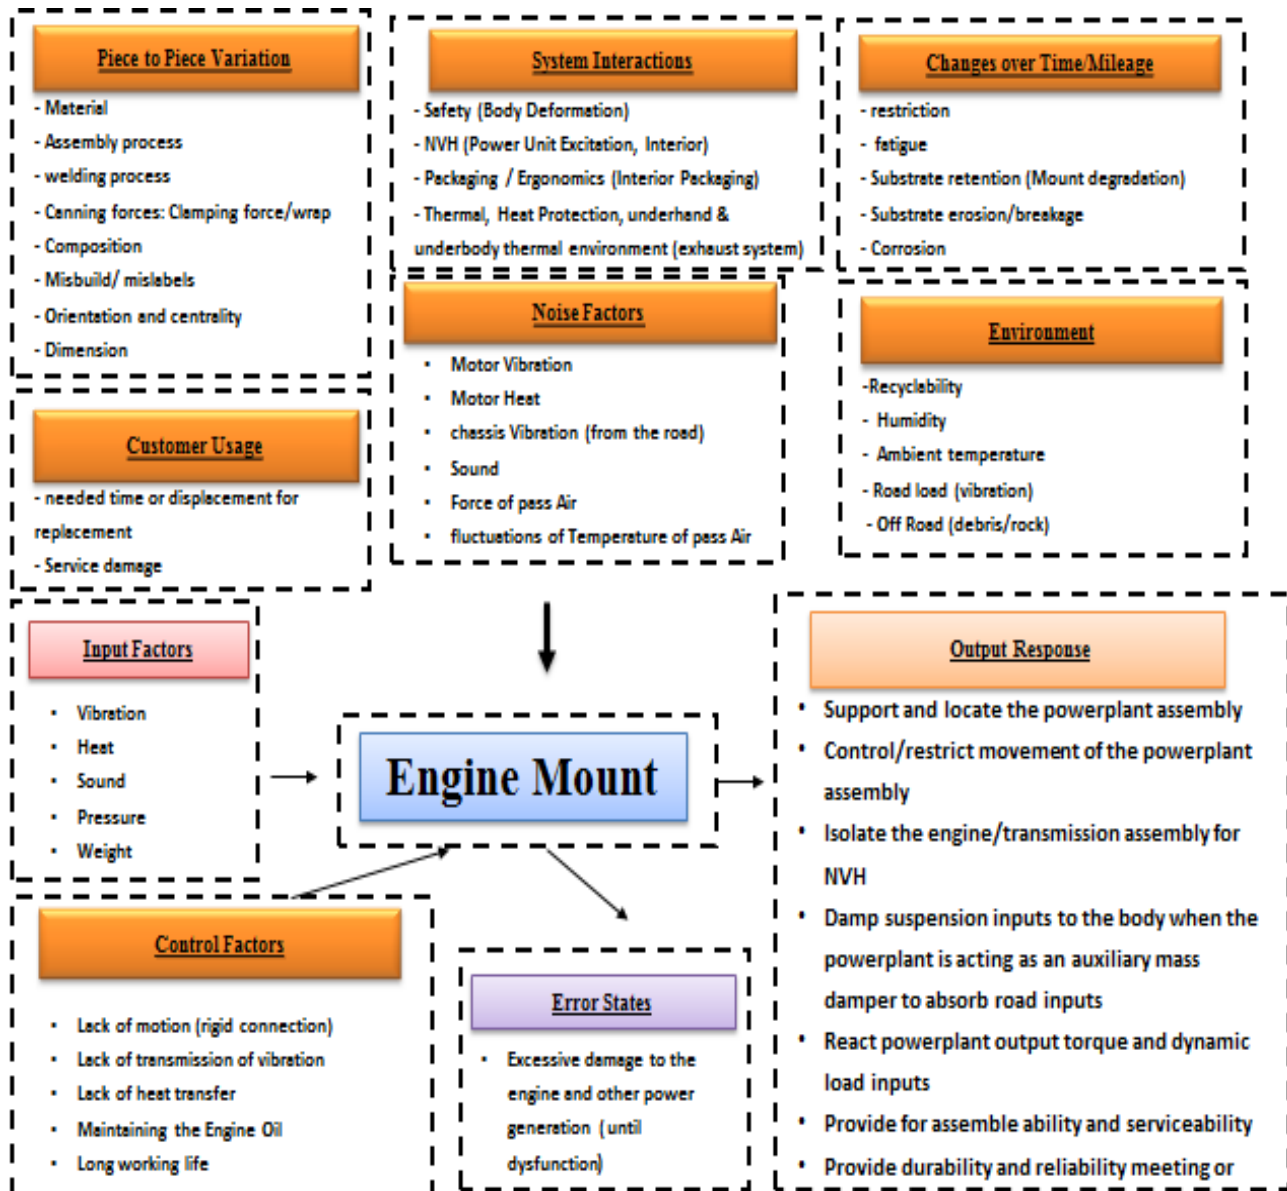 Piece to Piece Variation
- Material
- Assembly process
- welding process
- Canning forces: Clamping force/wrap
- Composition
- Misbuild/ mislabels
- Orientation and centrality
- Dimension
System Interactions
- Safety (Body Deformation)
- NVH (Power Unit Excitation, Interior)
- Packaging / Ergonomics (Interior Packaging)
- Thermal, Heat Protection, underhand &
underbody thermal environment (exhaust system)
Changes over Time/Mileage
- restriction
- fatigue
- Substrate retention (Mount degradation)
- Substrate erosion/breakage
- Corrosion
Customer Usage
- needed time or displacement for
replacement
- Service damage
Noise Factors
• Motor Vibration
• Motor Heat
• chassis Vibration (from the road)
• Sound
• Force of pass Air
• fluctuations of Temperature of pass Air
Environment
-Recyclability
- Humidity
- Ambient temperature
- Road load (vibration)
- Off Road (debris/rock)
Input Factors
• Vibration
• Heat
• Sound
• Pressure
• Weight
Engine Mount
Output Response
• Support and locate the powerplant assembly
• Control/restrict movement of the powerplant
assembly
• Isolate the engine/transmission assembly for
NVH
• Damp suspension inputs to the body when the
powerplant is acting as an auxiliary mass
damper to absorb road inputs
• React powerplant output torque and dynamic
load inputs
• Provide for assemble ability and serviceability
• Provide durability and reliability meeting or
Control Factors
• Lack of motion (rigid connection)
• Lack of transmission of vibration
• Lack of heat transfer
• Maintaining the Engine Oil
• Long working life
Error States
• Excessive damage to the
engine and other power
generation ( until
dysfunction)